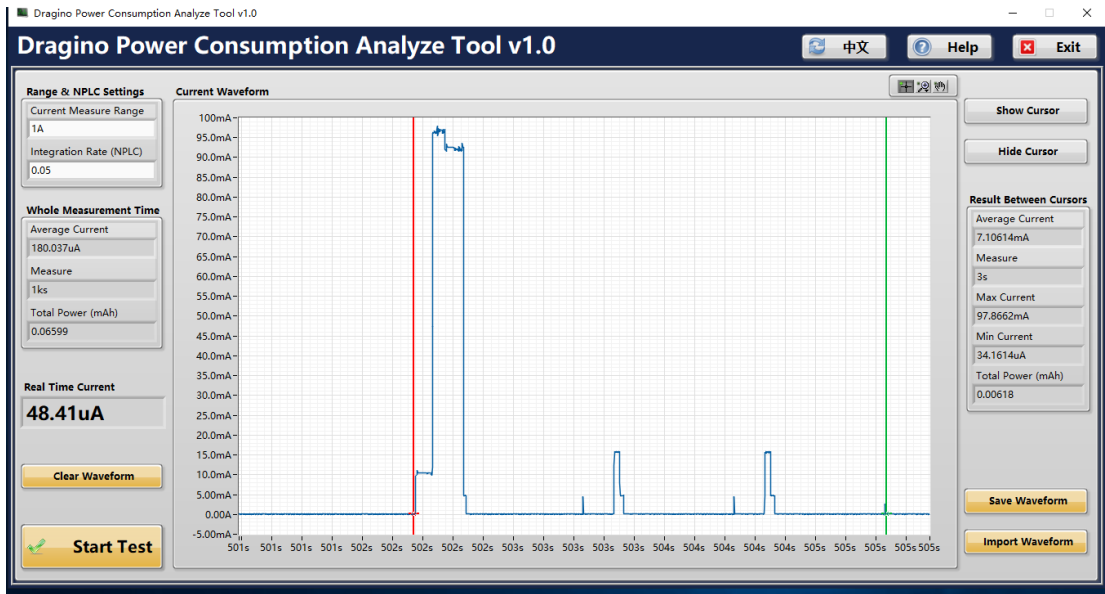 Dragino Power Consumption Analyze Tool v1.0
Dragino Power Consumption Analyze Tool v1.0
中文
Help
Exit
Range & NPLC Settings
Current Measure Range
1A
Integration Rate (NPLC)
0.05
Whole Measurement Time
Average Current
180.037uA
Measure
1ks
Total Power (mAh)
0.06599
Real Time Current
48.41uA
Clear Waveform
Start Test
Current Waveform
100mA
95.0mA
90.0mA
85.0mA
80.0mA
75.0mA
70.0mA
65.0mA
60.0mA
55.0mA
50.0mA
45.0mA
40.0mA
35.0mA
30.0mA
25.0mA
20.0mA
15.0mA
10.0mA
5.00mA
0.00A
-5.00mA
501s 501s 501s 501s 502s 502s 502s 502s 502s 503s 503s 503s 503s 503s 504s 504s 504s 504s 504s 505s 505s 505s 505s 505s
Show Cursor
Hide Cursor
Result Between Cursors
Average Current
7.10614mA
Measure
3s
Max Current
97.8662mA
Min Current
34.1614uA
Total Power (mAh)
0.00618
Save Waveform
Import Waveform